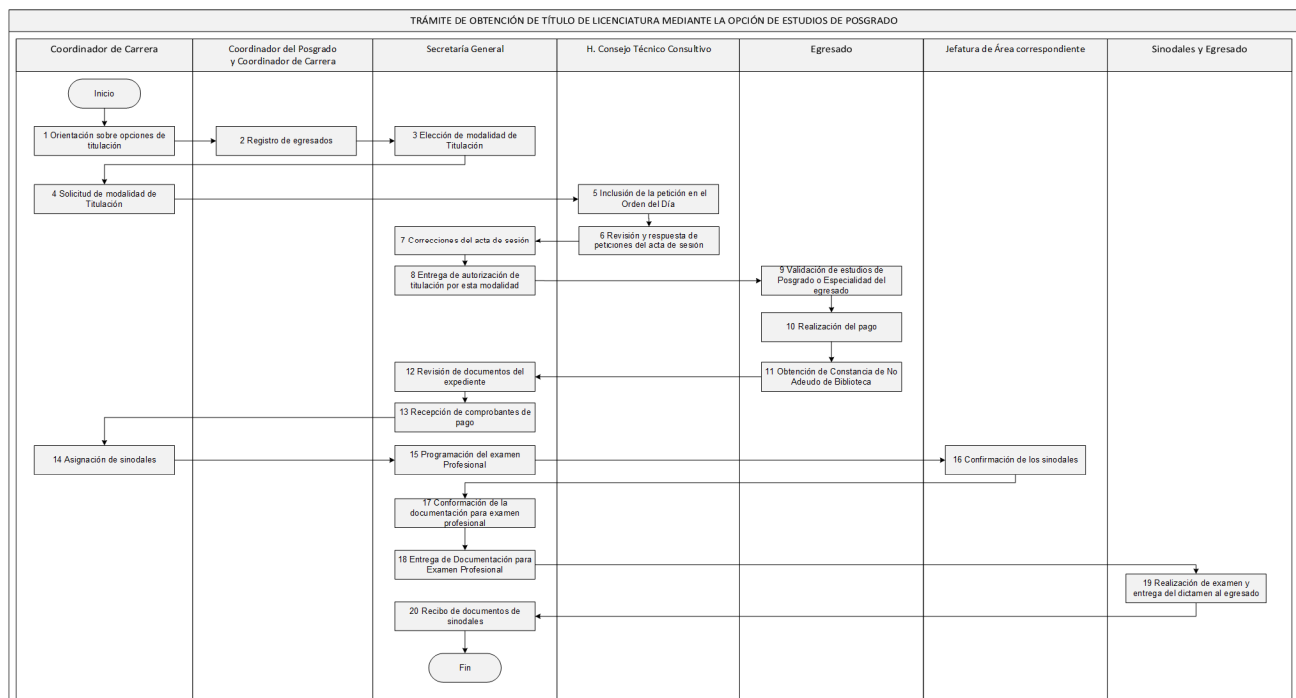 TRÁMITE DE OBTENCIÓN DE TÍTULO DE LICENCIATURA MEDIANTE LA OPCIÓN DE ESTUDIOS DE POSGRADO
Coordinador de Carrera
Coordinador del Posgrado
y Coordinador de Carrera
Secretaría General
H. Consejo Técnico Consultivo
Egresado
Jefatura de Área correspondiente
Sinodales y Egresado
Inicio
1 Orientación sobre opciones de
titulación
2 Registro de egresados
3 Elección de modalidad de
Titulación
4 Solicitud de modalidad de
Titulación
5 Inclusión de la petición en el
Orden del Día
6 Revisión y respuesta de
peticiones del acta de sesión
7 Correcciones del acta de sesión
8 Entrega de autorización de
titulación por esta modalidad
9 Validación de estudios de
Posgrado o Especialidad del
egresado
10 Realización del pago
11 Obtención de Constancia de No
Adeudo de Biblioteca
12 Revisión de documentos del
expediente
13 Recepción de comprobantes de
pago
14 Asignación de sinodales
15 Programación del examen
Profesional
16 Confirmación de los sinodales
17 Conformación de la
documentación para examen
profesional
18 Entrega de Documentación para
Examen Profesional
19 Realización de examen y
entrega del dictamen al egresado
20 Recibo de documentos de
sinodales
Fin